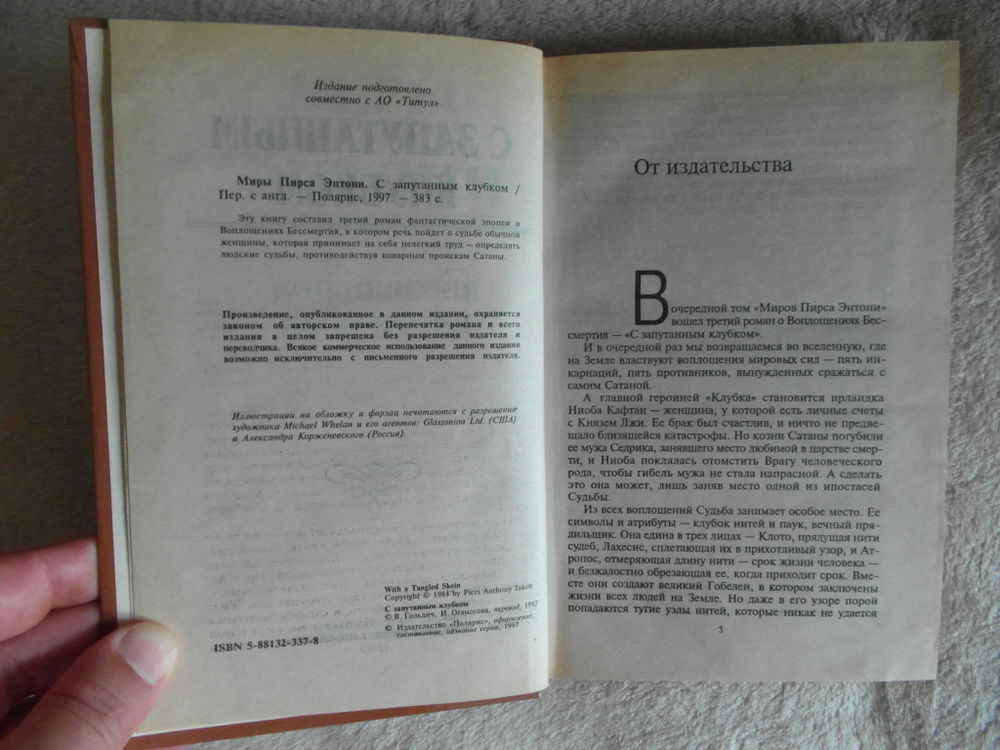 Издание подготовлено
совместно с АО «Титул»
С ЗАПУТАННЫМ
Миры Пирса Энтони. С запутанным клубком /
Пер. с англ. — Полярис, 1997. — 383 с.
Эту книгу составил третий роман фантастической эпопеи о
Воплощениях Бессмертия, в котором речь пойдет о судьбе обычной
женщины, которая принимает на себя нелегкий труд — определять
людские судьбы, противодействуя коварным проискам Сатаны.
Произведение, опубликованное в данном издании, охраняется
законом об авторском праве. Перепечатка романа и всего
издания в целом запрещена без разрешения издателя и
переводчика. Всякое коммерческое использование данного издания
возможно исключительно с письменного разрешения издателя.
Иллюстрации на обложку и форзац печатаются с разрешения
художника Michael Whelan и его агентов: Glassonion Ltd. (США)
и Александра Корженевского (Россия).
With a Tangled Skein
Copyright © 1984 by Pierі Anthony Jakob
С запутанным клубком
© В. Гольдич, И. Оганесова, перевод, 1997
© Издательство «Полярис», оформление,
составление, название серии, 1997
ISBN 5-88132-337-8
От издательства
В очередной том «Миров Пирса Энтони»
вошел третий роман о Воплощениях Бес-
смертия — «С запутанным клубком».
И в очередной раз мы возвращаемся во вселенную, где
на Земле властвуют воплощения мировых сил — пять ин-
карнаций, пять противников, вынужденных сражаться с
самим Сатаной.
А главной героиней «Клубка» становится ирландка
Ниоба Кафтан — женщина, у которой есть личные счеты
с Князем Лжи. Ее брак был счастлив, и ничто не предве-
щало близящейся катастрофы. Но козни Сатаны погубили
ее мужа Седрика, занявшего место любимой в царстве смер-
ти, и Ниоба поклялась отомстить Врагу человеческого
рода, чтобы гибель мужа не стала напрасной. А сделать
это она может, лишь заняв место одной из ипостасей
Судьбы.
Из всех воплощений Судьба занимает особое место. Ее
символы и атрибуты — клубок нитей и паук, вечный пря-
дильщик. Она едина в трех лицах — Клото, прядущая нити
судеб, Лахесис, сплетающая их в прихотливый узор, и Ат-
ропос, отмеряющая длину нити — срок жизни человека —
и безжалостно обрезающая ее, когда приходит срок. Вме-
сте они создают великий Гобелен, в котором заключены
жизни всех людей на Земле. Но даже в его узоре порой
попадаются тугие узлы нитей, которые никак не удается
5